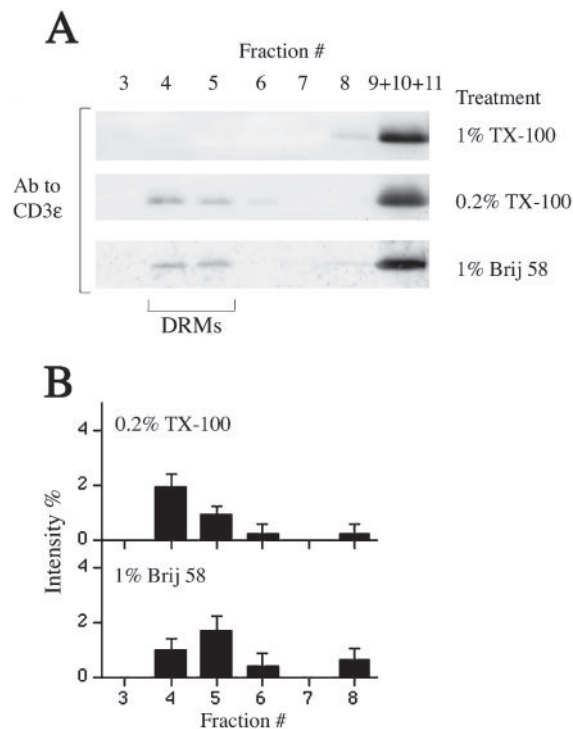 A
Fraction #
3 4 5 6 7 8 9+10+11
Treatment
1% TX-100
Ab to
CD3ε
0.2% TX-100
1% Brij 58
DRMs
B
0.2% TX-100
4
2
0
Intensity %
1% Brij 58
4
2
0
3 4 5 6 7 8
Fraction #